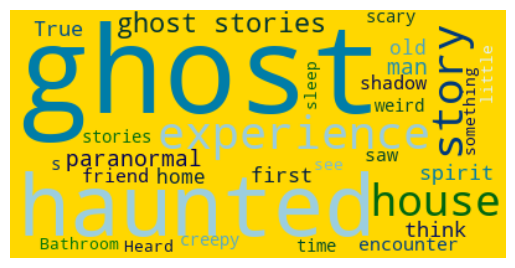 True ghost stories scary
ghost
old
man
story
something
little
sleep
shadow
weird
stories
experience
s paranormal
saw
friend home first see
spirit
haunted
house
think
Bathroom Heard creepy time encounter